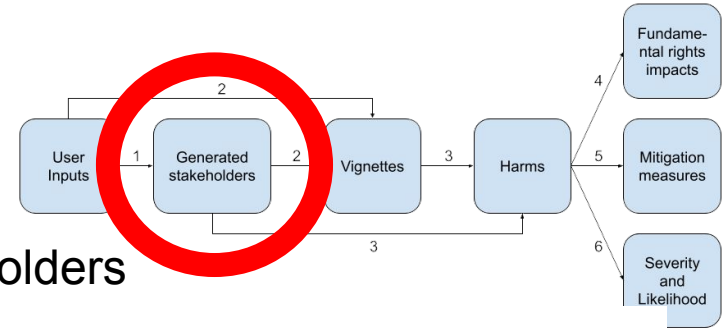 Fundame-
ntal rights
impacts
4
2
User
Inputs
1
Generated
stakeholders
2
Vignettes
3
Harms
5
Mitigation
measures
3
6
olders
Severity
and
Likelihood